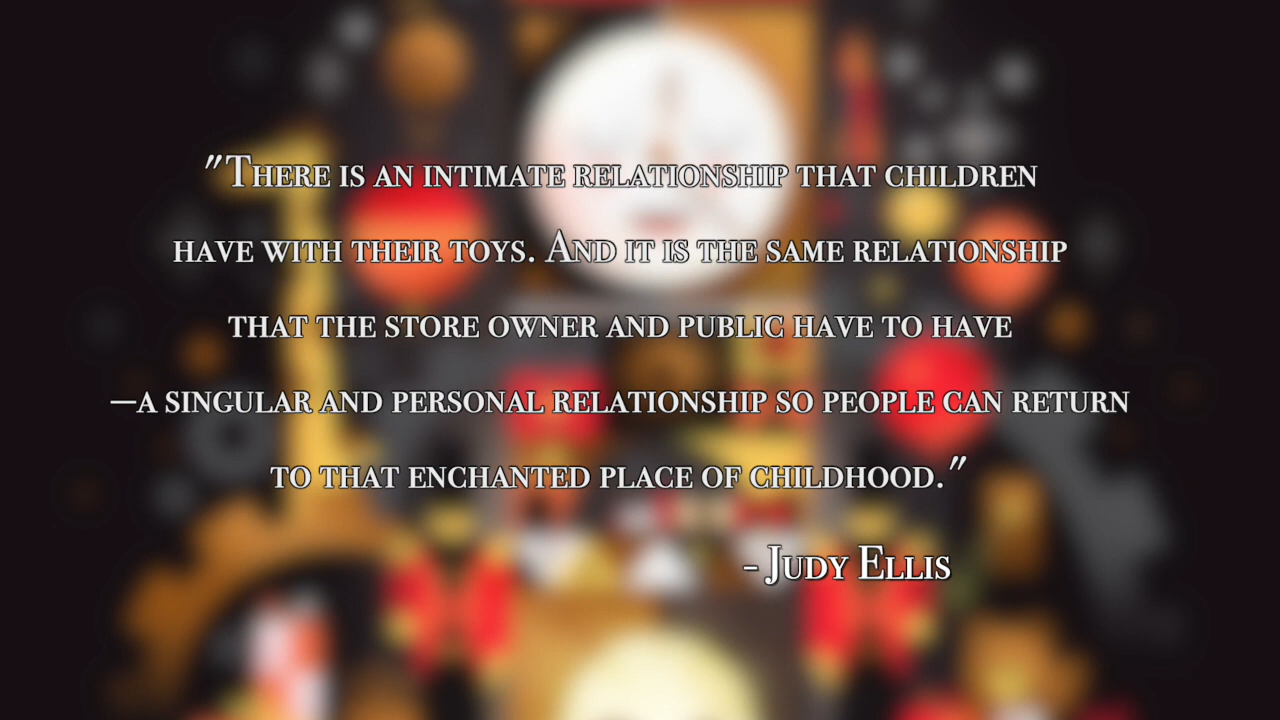 "There is an intimate relationship that children
have with their toys. And it is the same relationship
that the store owner and public have to have
—a singular and personal relationship so people can return
to that enchanted place of childhood."
- Judy Ellis